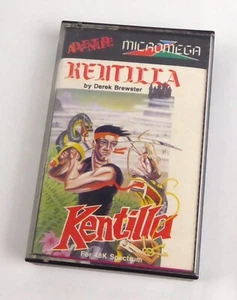 ADVENTURE
MICROMEGA
KENTILLA
by Derek Brewster
Kentilla
For 48K Spectrum